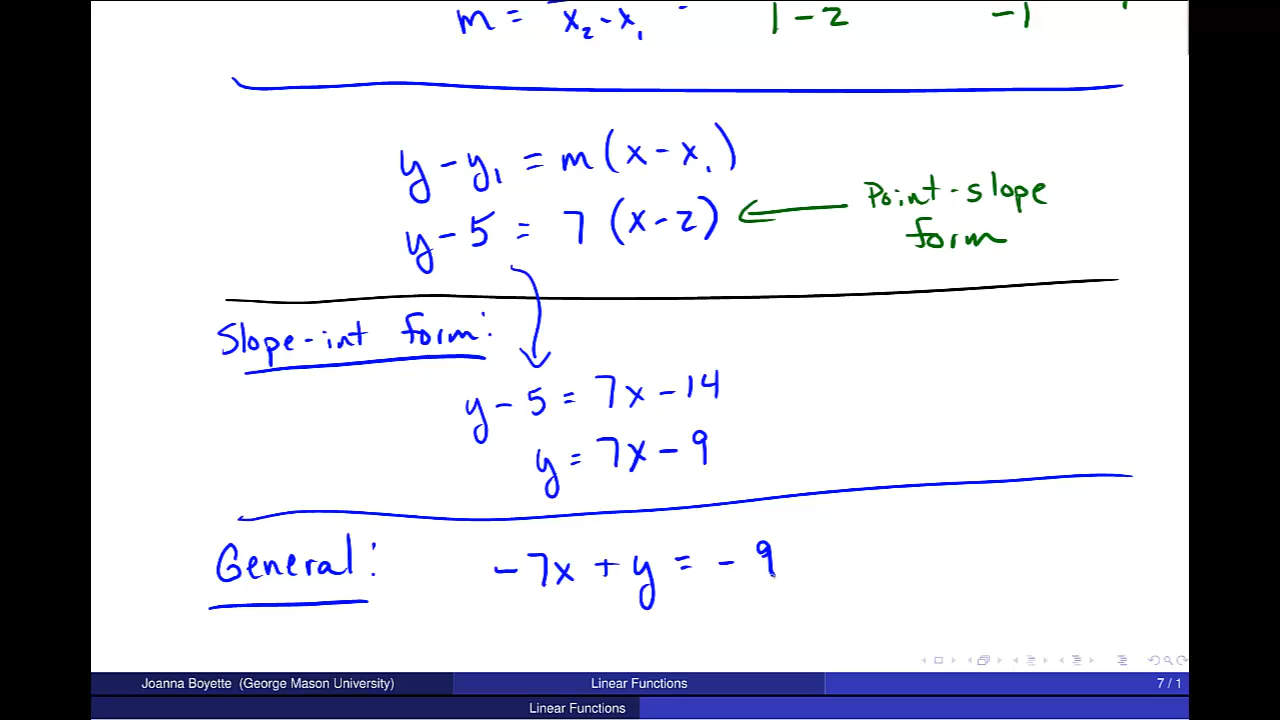 m = x₂ - x₁ = 1 - 2 -1
y - y₁ = m(x - x₁)
y - 5 = 7 (x - 2) Point-slope form
Slope-int form:
y - 5 = 7x - 14
y = 7x - 9
General: -7x + y = -9
Joanna Boyette (George Mason University) Linear Functions 7 / 1
Linear Functions